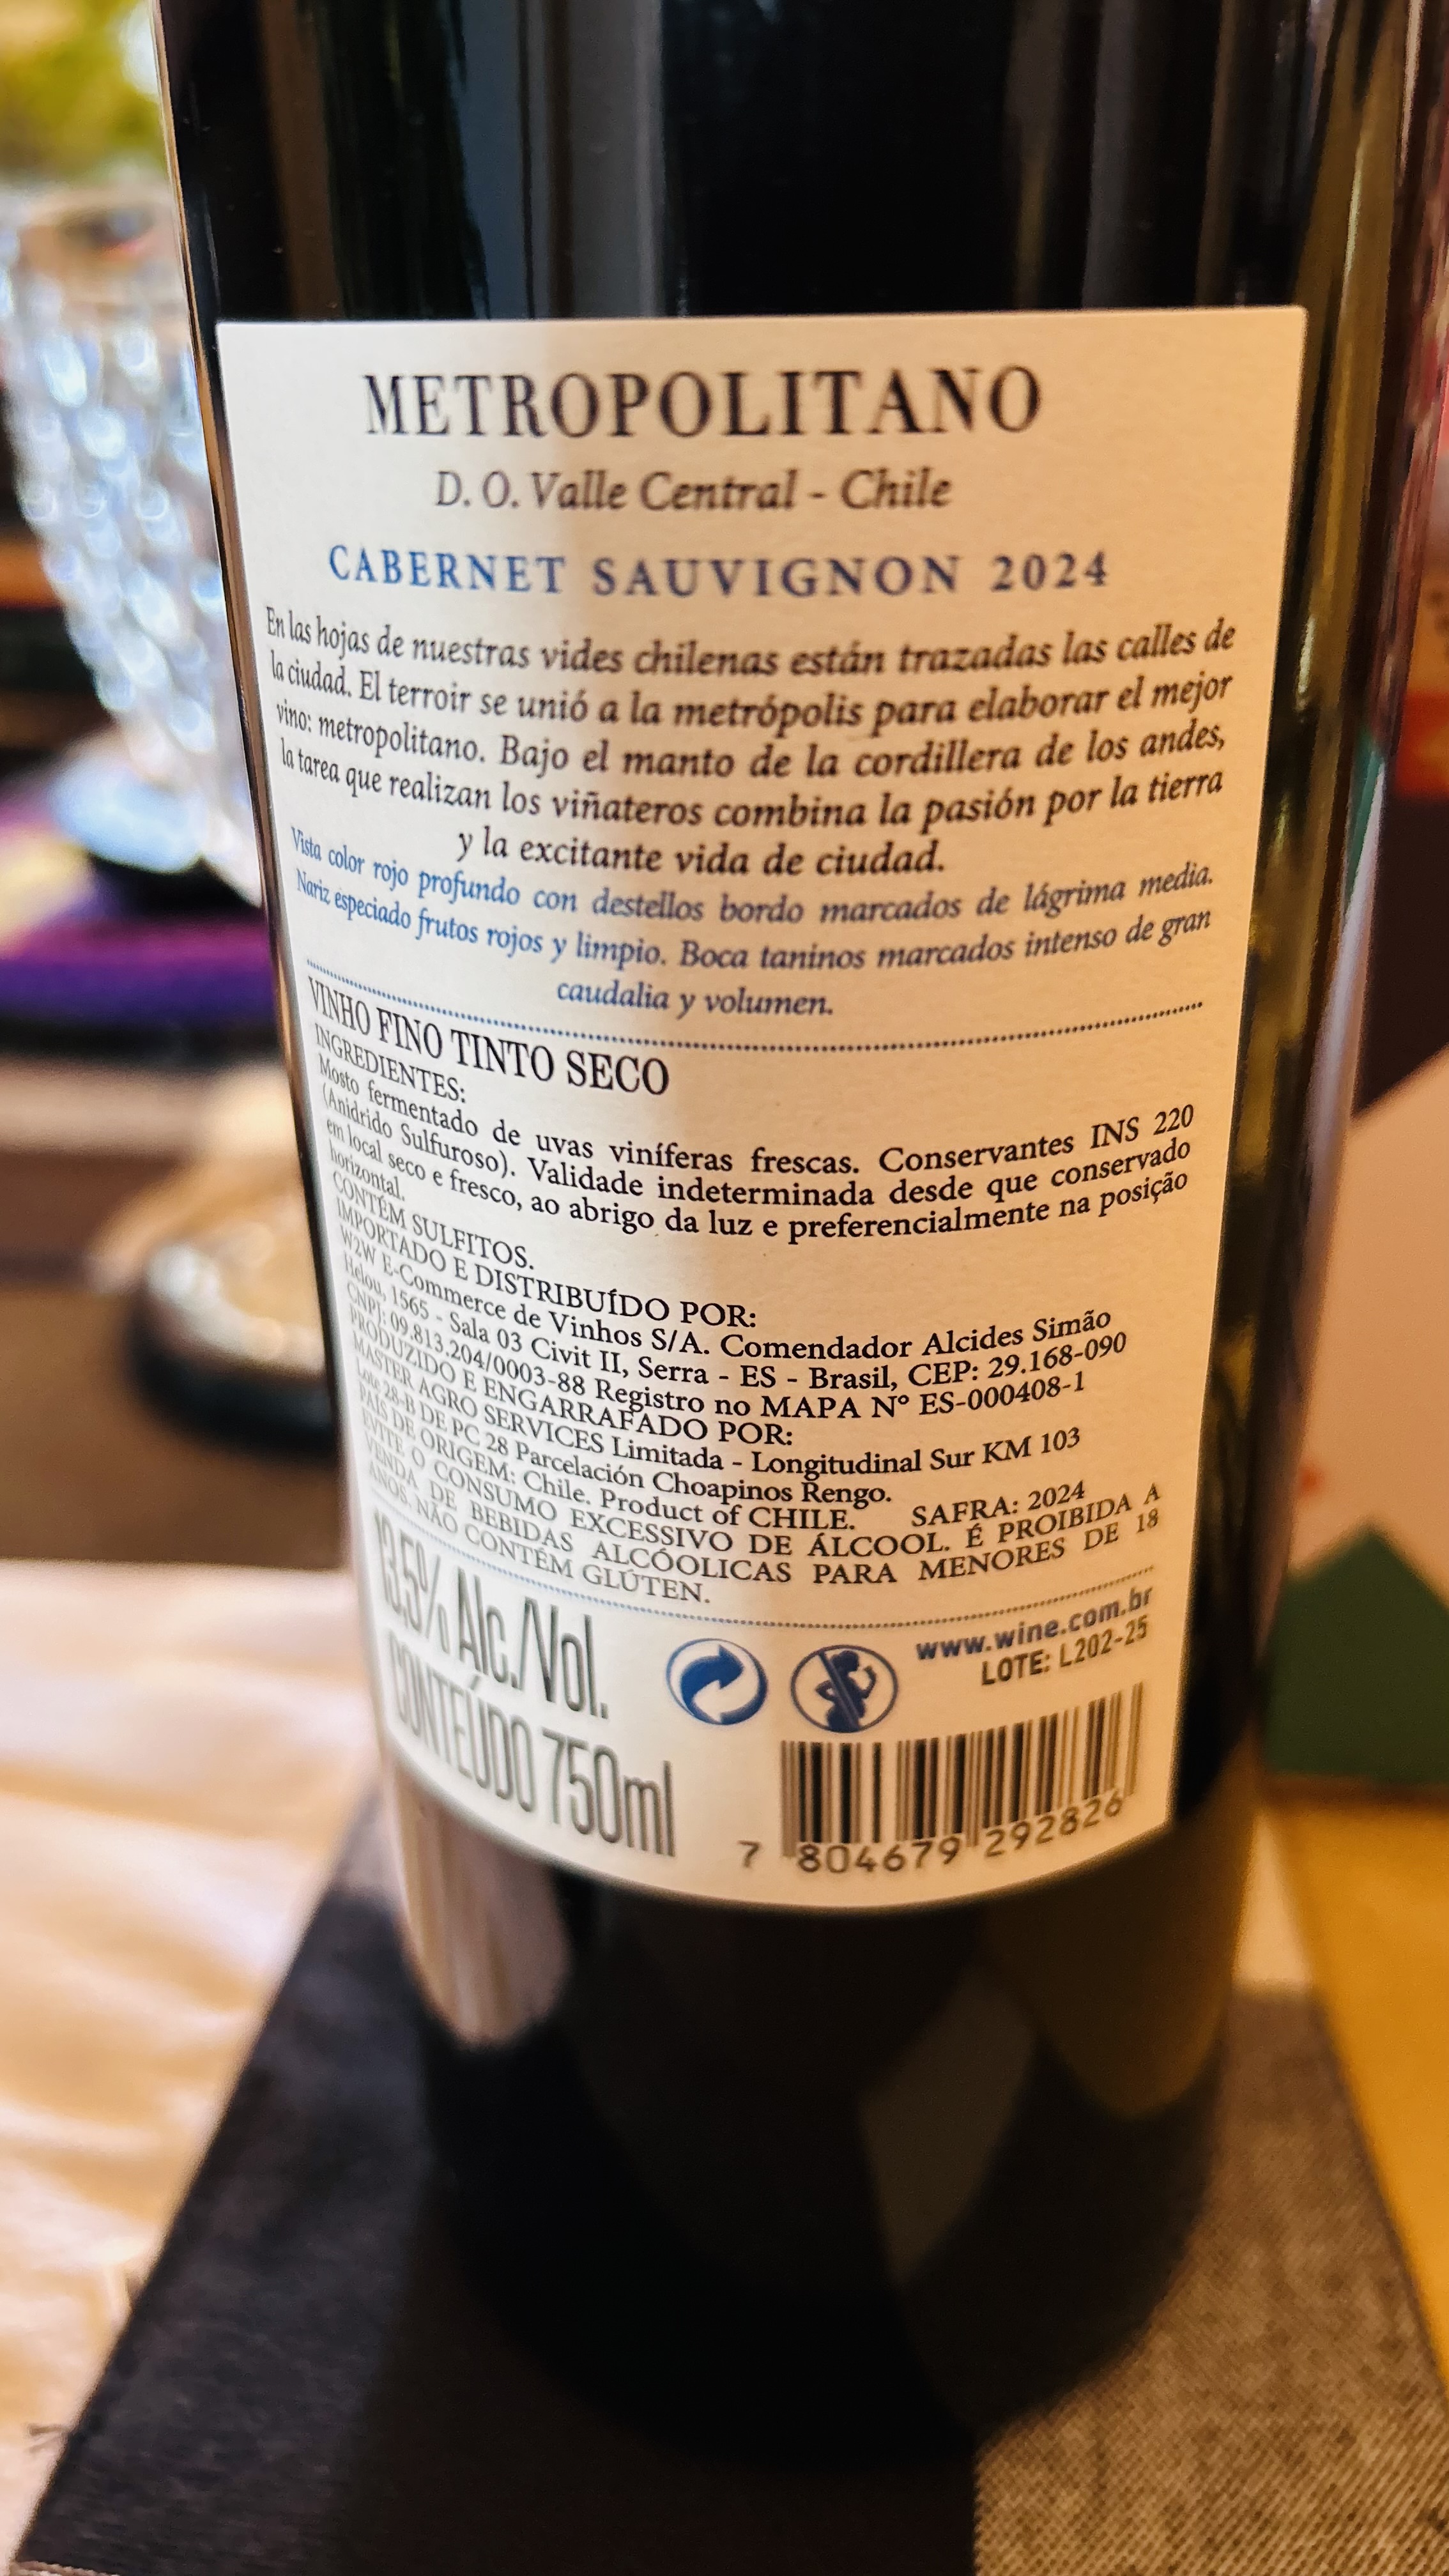 METROPOLITANO
D. O. Valle Central - Chile
CABERNET SAUVIGNON 2024
En las hojas de nuestras vides chilenas están trazadas las calles de
la ciudad. El terroir se unió a la metrópolis para elaborar el mejor
vino: metropolitano. Bajo el manto de la cordillera de los andes,
la tarea que realizan los viñateros combina la pasión por la tierra
y la excitante vida de ciudad.
Vista color rojo profundo con destellos bordo marcados de lágrima media.
Nariz especiado frutos rojos y limpio. Boca taninos marcados intenso de gran
caudalia y volumen.
VINHO FINO TINTO SECO
INGREDIENTES:
Mosto fermentado de uvas viníferas frescas. Conservantes INS 220
(Anidrido Sulfuroso). Validade indeterminada desde que conservado
em local seco e fresco, ao abrigo da luz e preferencialmente na posição
horizontal.
CONTÉM SULFITOS.
IMPORTADO E DISTRIBUÍDO POR:
W2W E-Commerce de Vinhos S/A. Comendador Alcides Simão
Helou, 1565 - Sala 03 Civit II, Serra - ES - Brasil, CEP: 29.168-090
CNPJ: 09.813.204/0003-88 Registro no MAPA Nº ES-000408-1
PRODUZIDO E ENGARRAFADO POR:
MASTER AGRO SERVICES Limitada - Longitudinal Sur KM 103
Lote 28-B DE PC 28 Parcelación Choapinos Rengo.
PAÍS DE ORIGEM: Chile. Product of CHILE. SAFRA: 2024
EVITE O CONSUMO EXCESSIVO DE ÁLCOOL. É PROIBIDA A
VENDA DE BEBIDAS ALCÓOLICAS PARA MENORES DE 18
ANOS. NÃO CONTÉM GLÚTEN.
13,5% Alc./Vol.
CONTEÚDO 750ml
www.wine.com.br
LOTE: L202-25
7 804679 292826